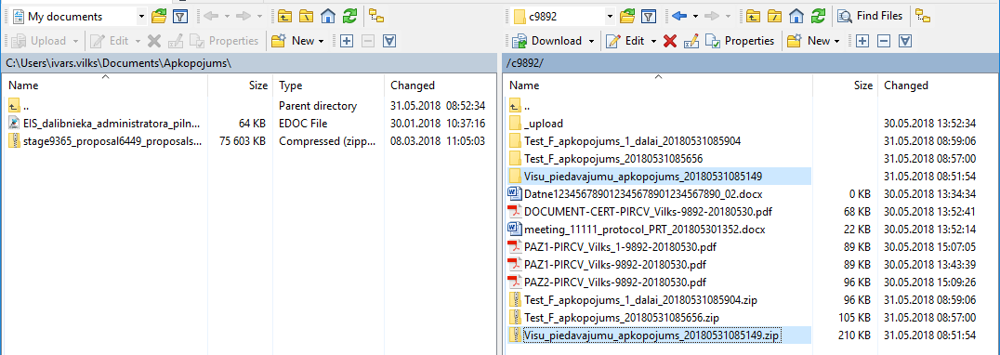 My documents
c9892
Find Files
Upload Edit Properties New
Download Edit Properties New
C:\Users\ivars.vilks\Documents\Apkopojums\
/c9892/
Name Size Type Changed
.. Parent directory 31.05.2018 08:52:34
EIS_dalibnieka_administratora_piln... 64 KB EDOC File 30.01.2018 10:37:16
stage9365_proposal6449_proposals... 75 603 KB Compressed (zipp... 08.03.2018 11:05:03
Name Size Changed
..
_upload 30.05.2018 13:52:34
Test_F_apkopojums_1_dalai_20180531085904 31.05.2018 08:59:06
Test_F_apkopojums_20180531085656 31.05.2018 08:57:00
Visu_piedavajumu_apkopojums_20180531085149 31.05.2018 08:51:54
Datne123456789012345678901234567890_02.docx 0 KB 30.05.2018 13:34:34
DOCUMENT-CERT-PIRCV_Vilks-9892-20180530.pdf 68 KB 30.05.2018 13:52:41
meeting_11111_protocol_PRT_201805301352.docx 22 KB 30.05.2018 13:52:14
PAZ1-PIRCV_Vilks_1-9892-20180530.pdf 89 KB 30.05.2018 15:07:05
PAZ1-PIRCV_Vilks-9892-20180530.pdf 89 KB 30.05.2018 13:43:39
PAZ2-PIRCV_Vilks-9892-20180530.pdf 96 KB 30.05.2018 15:09:26
Test_F_apkopojums_1_dalai_20180531085904.zip 96 KB 31.05.2018 08:59:06
Test_F_apkopojums_20180531085656.zip 105 KB 31.05.2018 08:57:00
Visu_piedavajumu_apkopojums_20180531085149.zip 210 KB 31.05.2018 08:51:54